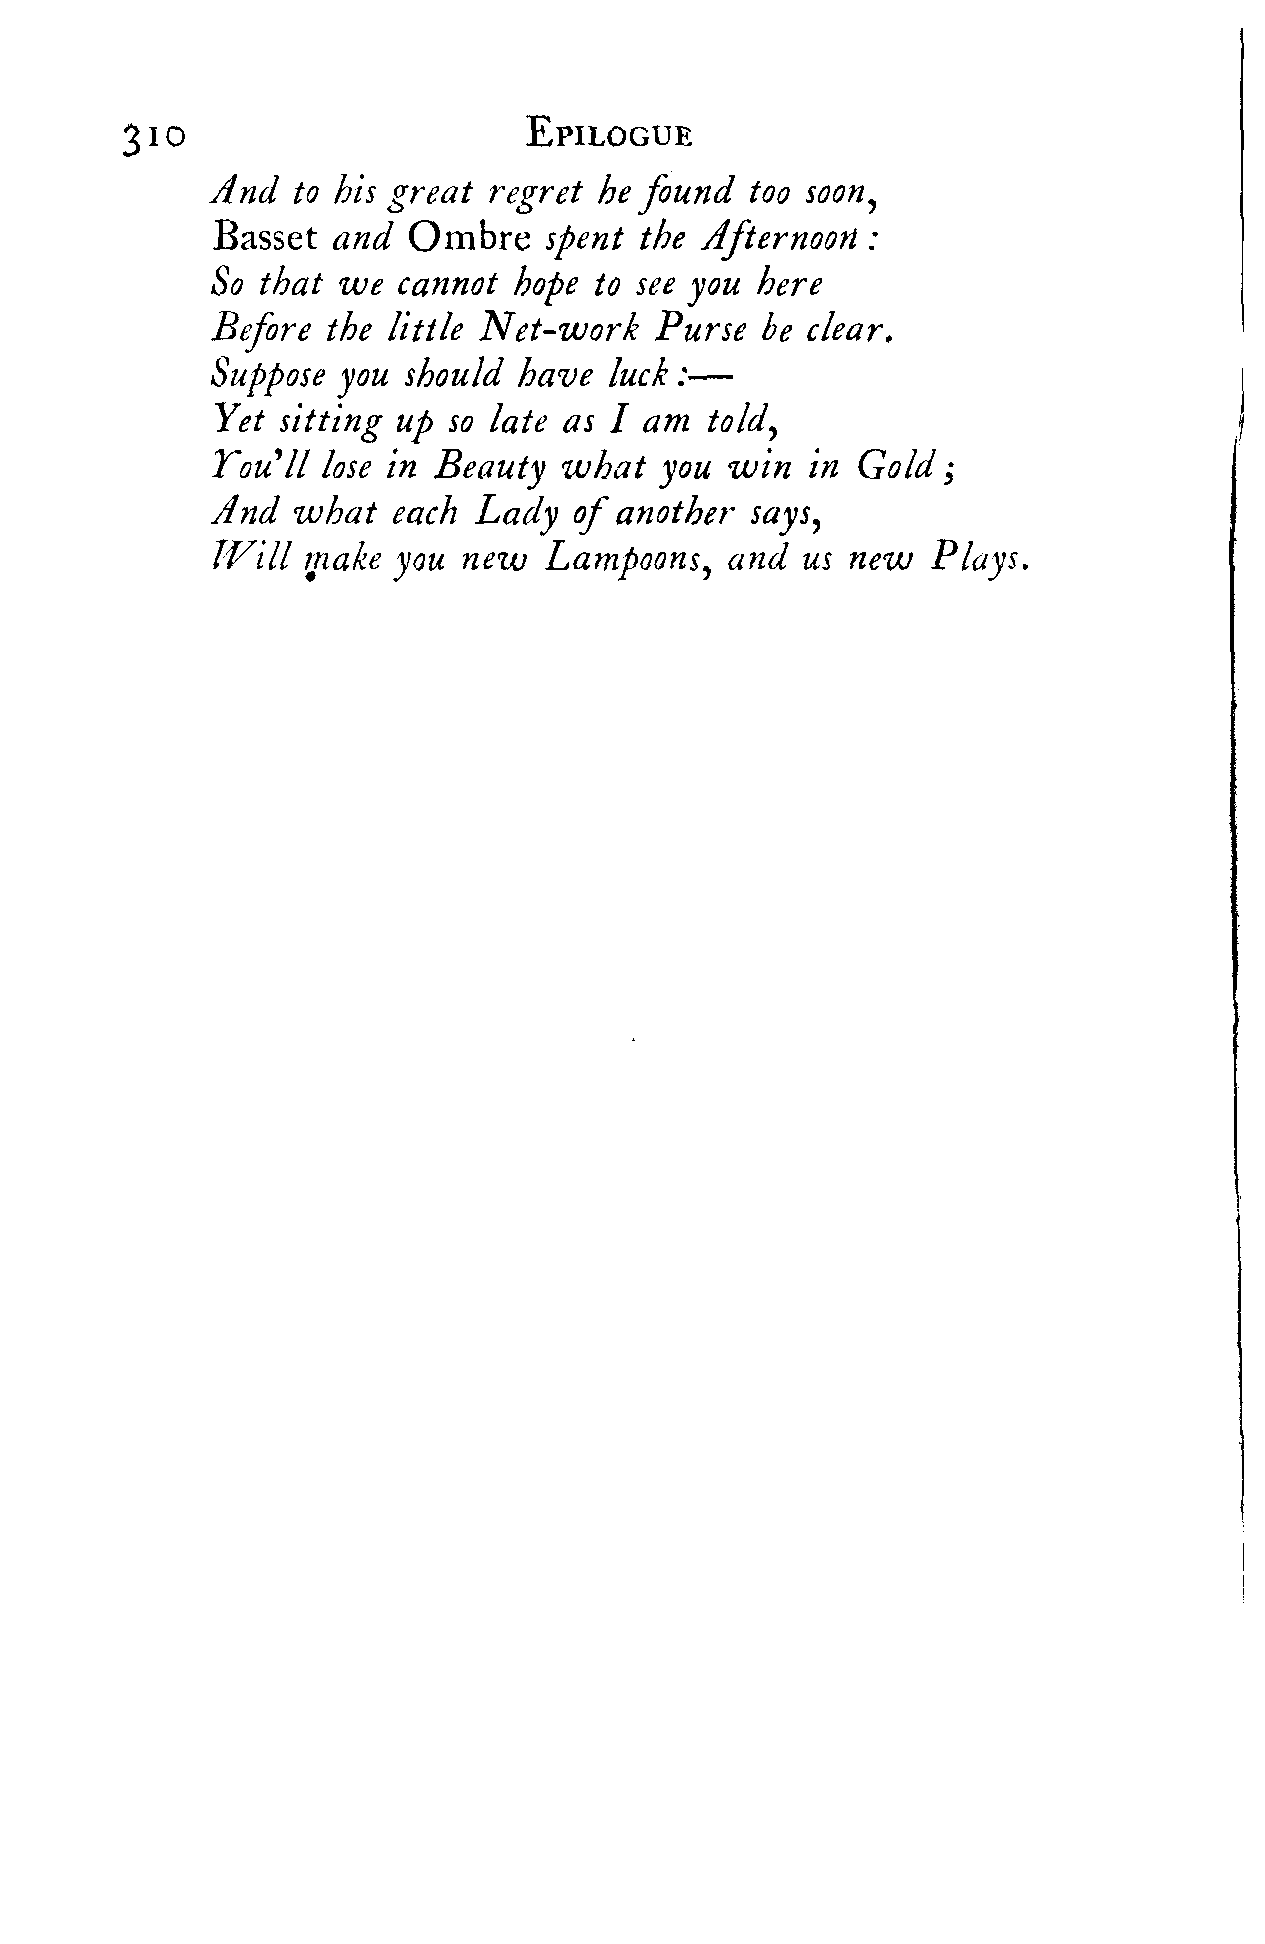 310 EPILOGUE
And to his great regret he found too soon,
Basset and Ombre spent the Afternoon :
So that we cannot hope to see you here
Before the little Net-work Purse be clear.
Suppose you should have luck :—
Yet sitting up so late as I am told,
You'll lose in Beauty what you win in Gold ;
And what each Lady of another says,
Will make you new Lampoons, and us new Plays.